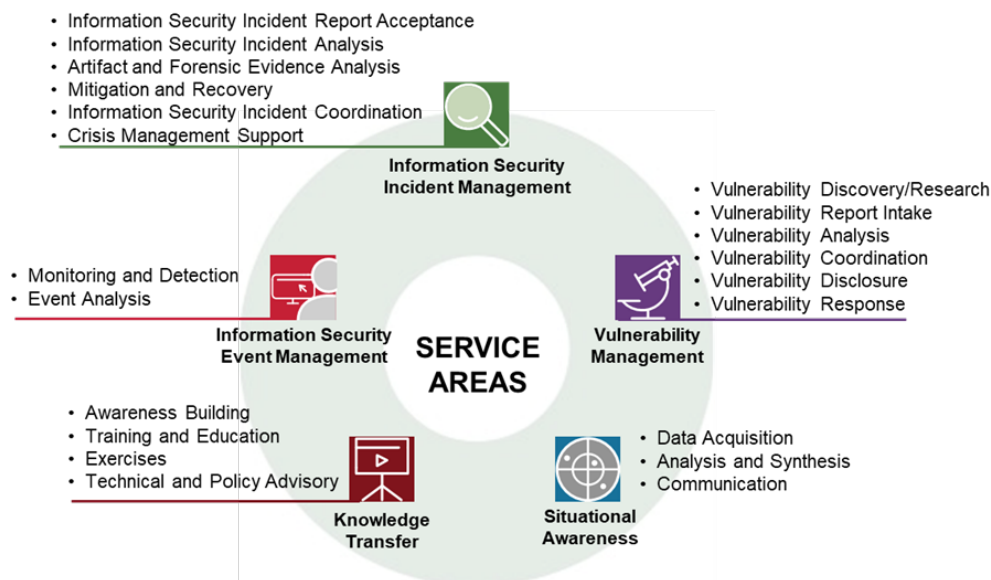 • Information Security Incident Report Acceptance
• Information Security Incident Analysis
• Artifact and Forensic Evidence Analysis
• Mitigation and Recovery
• Information Security Incident Coordination
• Crisis Management Support
Information Security
Incident Management
• Vulnerability Discovery/Research
• Vulnerability Report Intake
• Vulnerability Analysis
• Vulnerability Coordination
• Vulnerability Disclosure
• Vulnerability Response
Vulnerability
Management
• Monitoring and Detection
• Event Analysis
Information Security
Event Management
SERVICE
AREAS
• Awareness Building
• Training and Education
• Exercises
• Technical and Policy Advisory
Knowledge
Transfer
• Data Acquisition
• Analysis and Synthesis
• Communication
Situational
Awareness